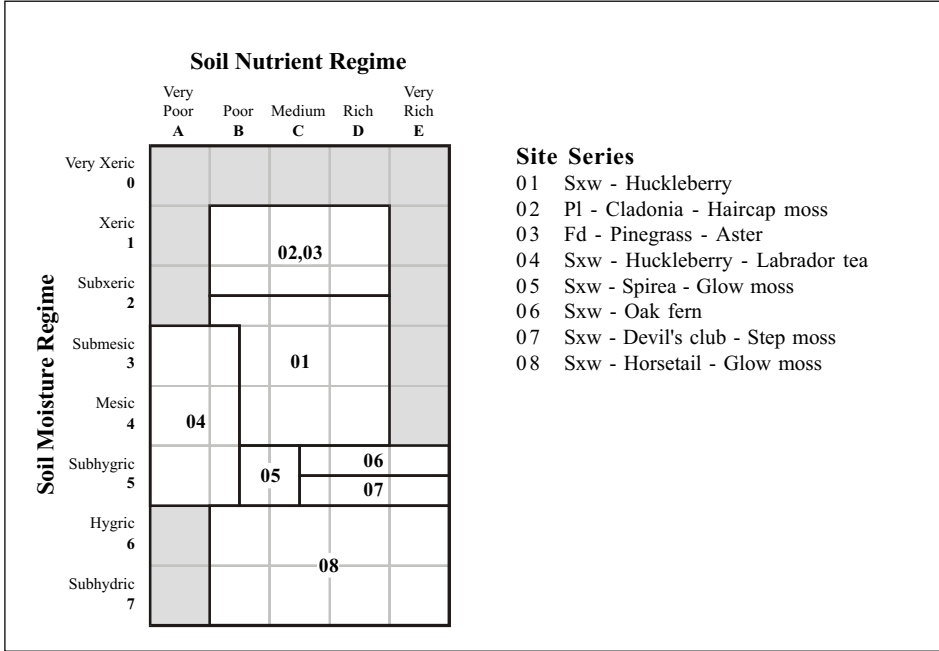 Soil Nutrient Regime
Very
Poor
A
Poor
B
Medium
C
Rich
D
Very
Rich
E
Soil Moisture Regime
Very Xeric
0
Xeric
1
Subxeric
2
Submesic
3
Mesic
4
Subhygric
5
Hygric
6
Subhydric
7
02,03
01
04
05
06
07
08
Site Series
01 Sxw - Huckleberry
02 Pl - Cladonia - Haircap moss
03 Fd - Pinegrass - Aster
04 Sxw - Huckleberry - Labrador tea
05 Sxw - Spirea - Glow moss
06 Sxw - Oak fern
07 Sxw - Devil's club - Step moss
08 Sxw - Horsetail - Glow moss